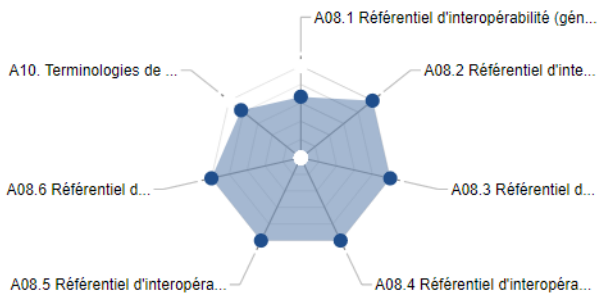 A08.1 Référentiel d'interopérabilité (gén...
A10. Terminologies de ...
A08.2 Référentiel d'inte...
A08.6 Référentiel d...
A08.3 Référentiel d...
A08.5 Référentiel d'interopéra...
A08.4 Référentiel d'interopéra...